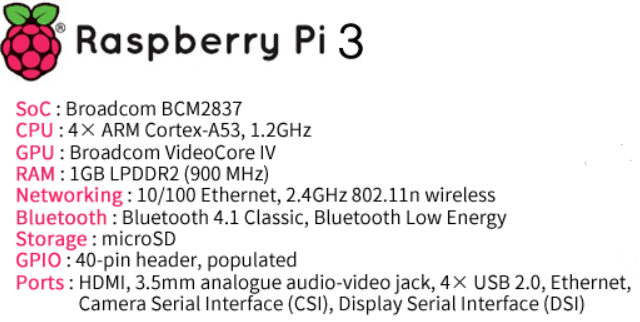 Raspberry Pi 3
SoC : Broadcom BCM2837
CPU : 4× ARM Cortex-A53, 1.2GHz
GPU : Broadcom VideoCore IV
RAM : 1GB LPDDR2 (900 MHz)
Networking : 10/100 Ethernet, 2.4GHz 802.11n wireless
Bluetooth : Bluetooth 4.1 Classic, Bluetooth Low Energy
Storage : microSD
GPIO : 40-pin header, populated
Ports : HDMI, 3.5mm analogue audio-video jack, 4× USB 2.0, Ethernet,
Camera Serial Interface (CSI), Display Serial Interface (DSI)